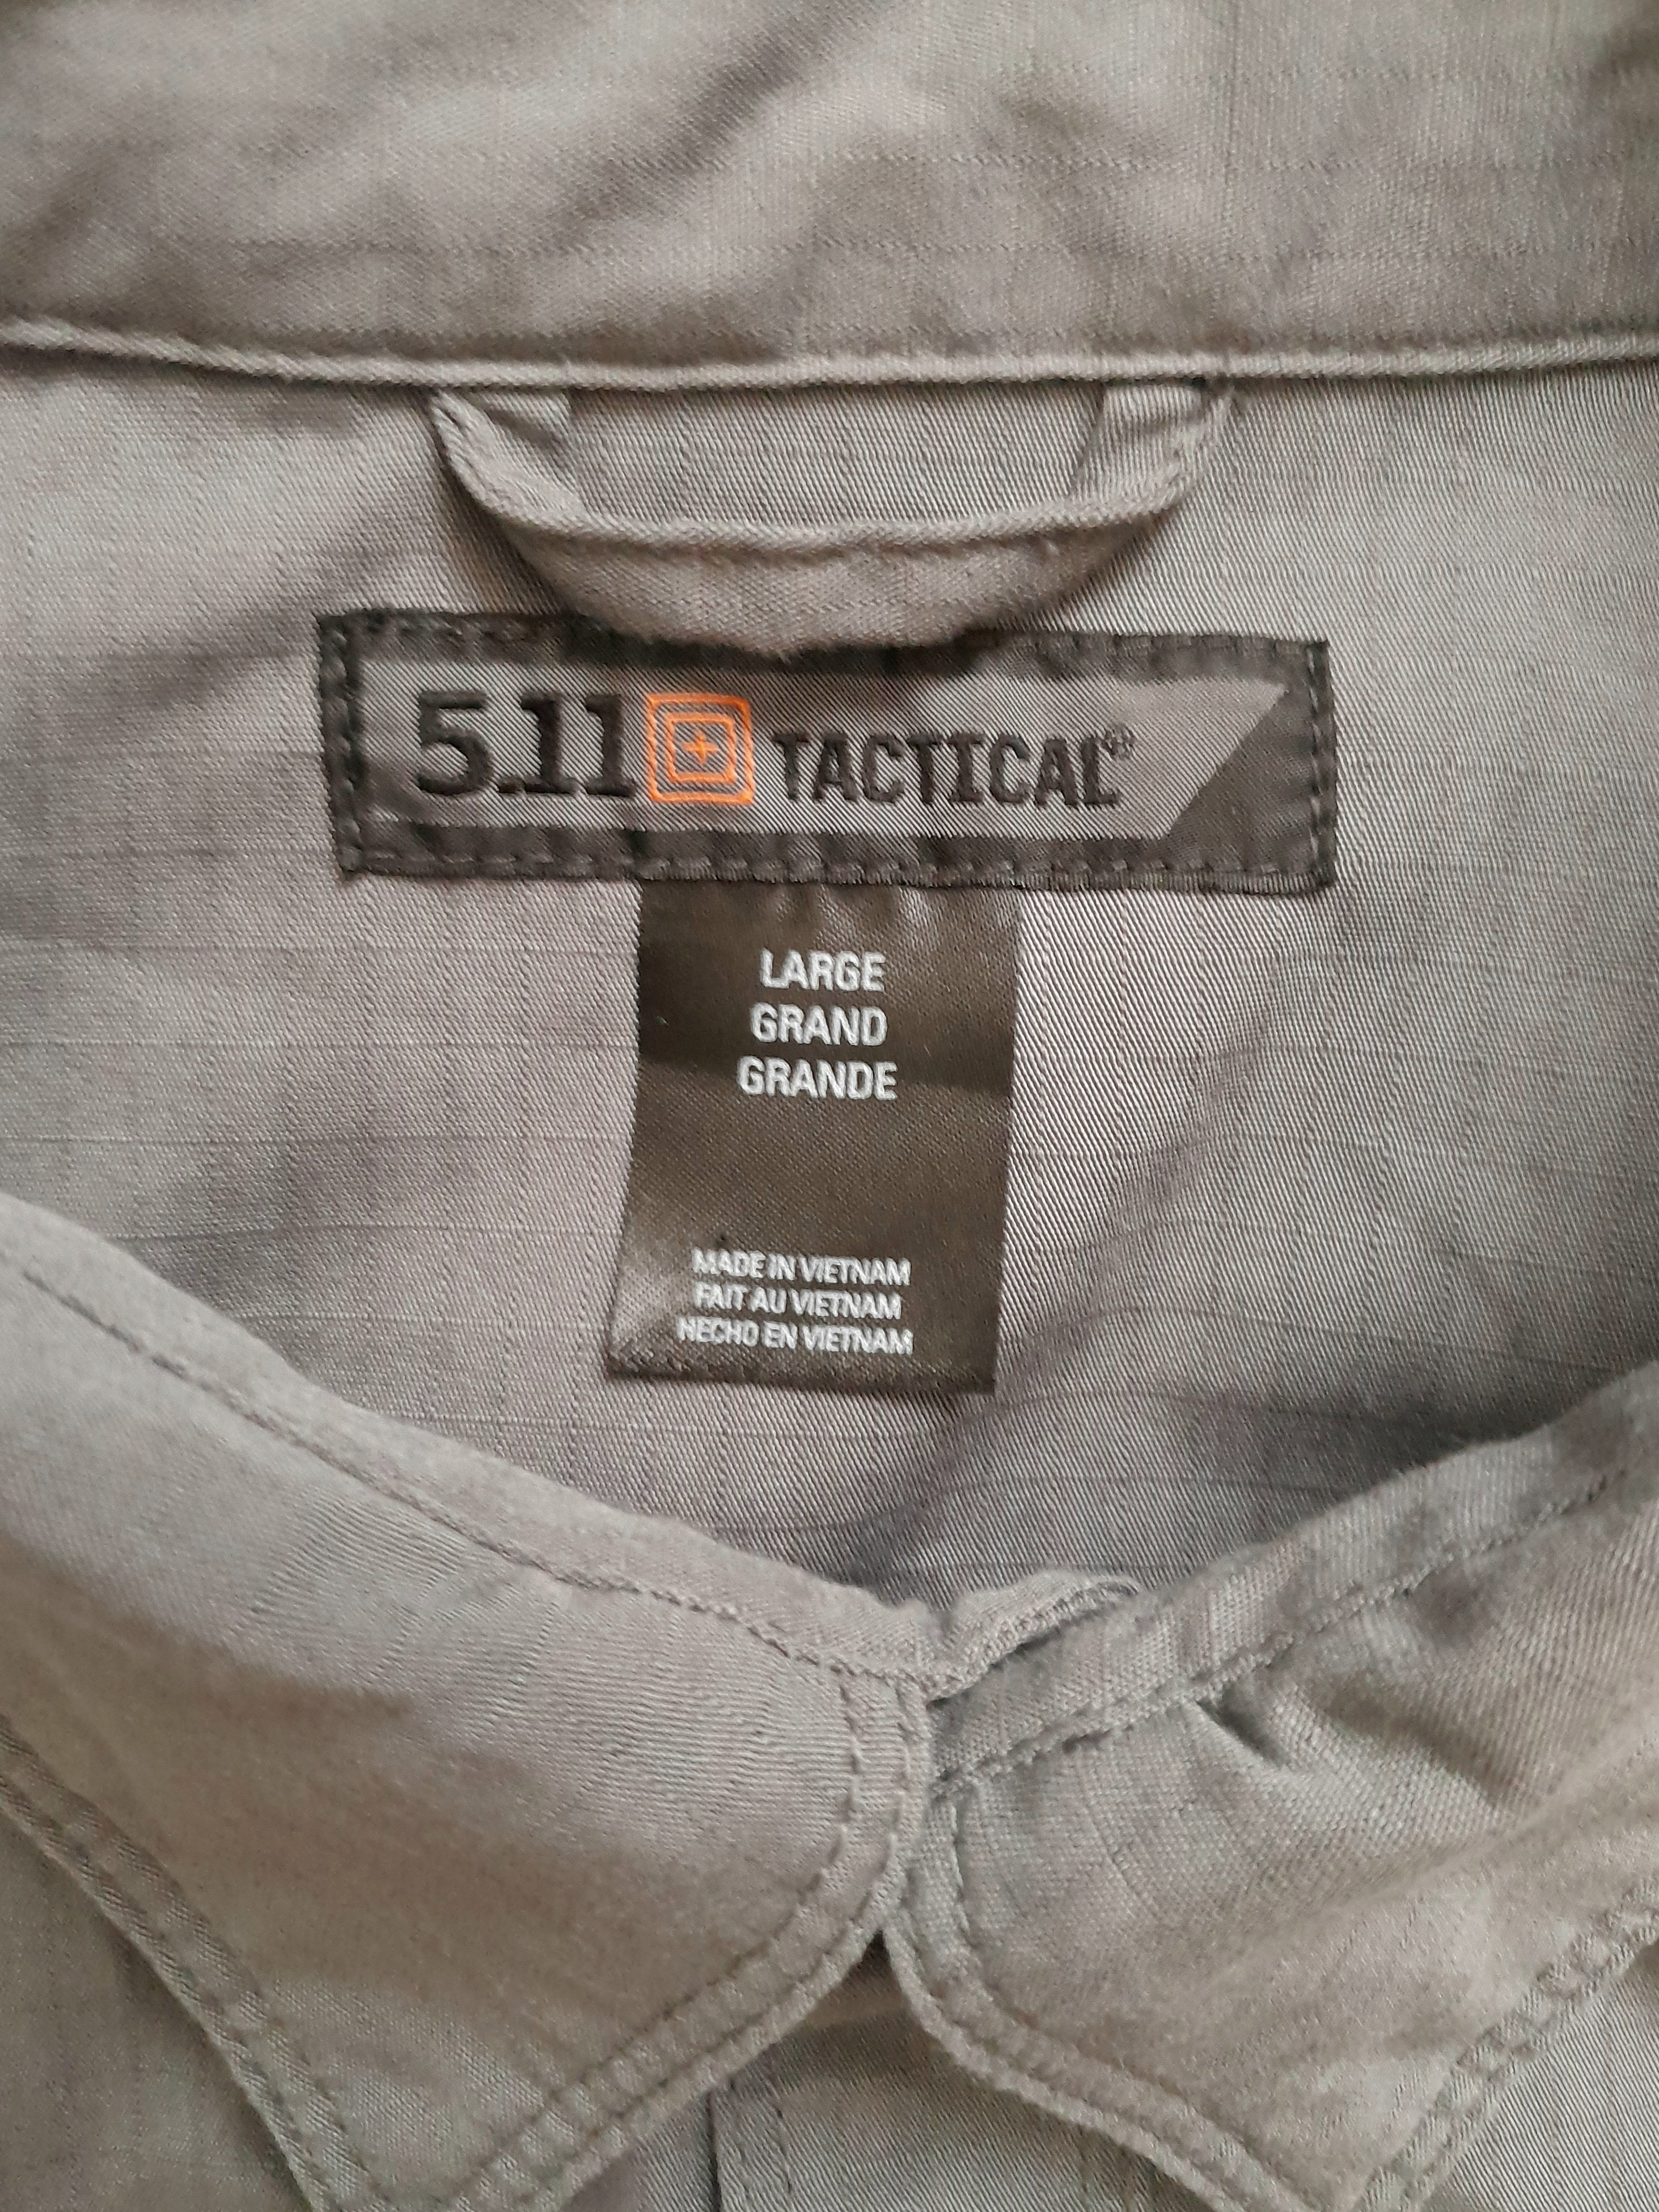 5.11 TACTICAL®
LARGE
GRAND
GRANDE
MADE IN VIETNAM
FAIT AU VIETNAM
HECHO EN VIETNAM